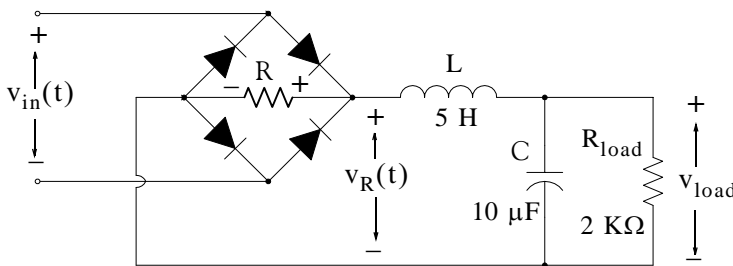 +
v_in(t)
−
− R +
L
5 H
+
v_R(t)
−
C
10 μF
R_load
2 KΩ
+
v_load
−